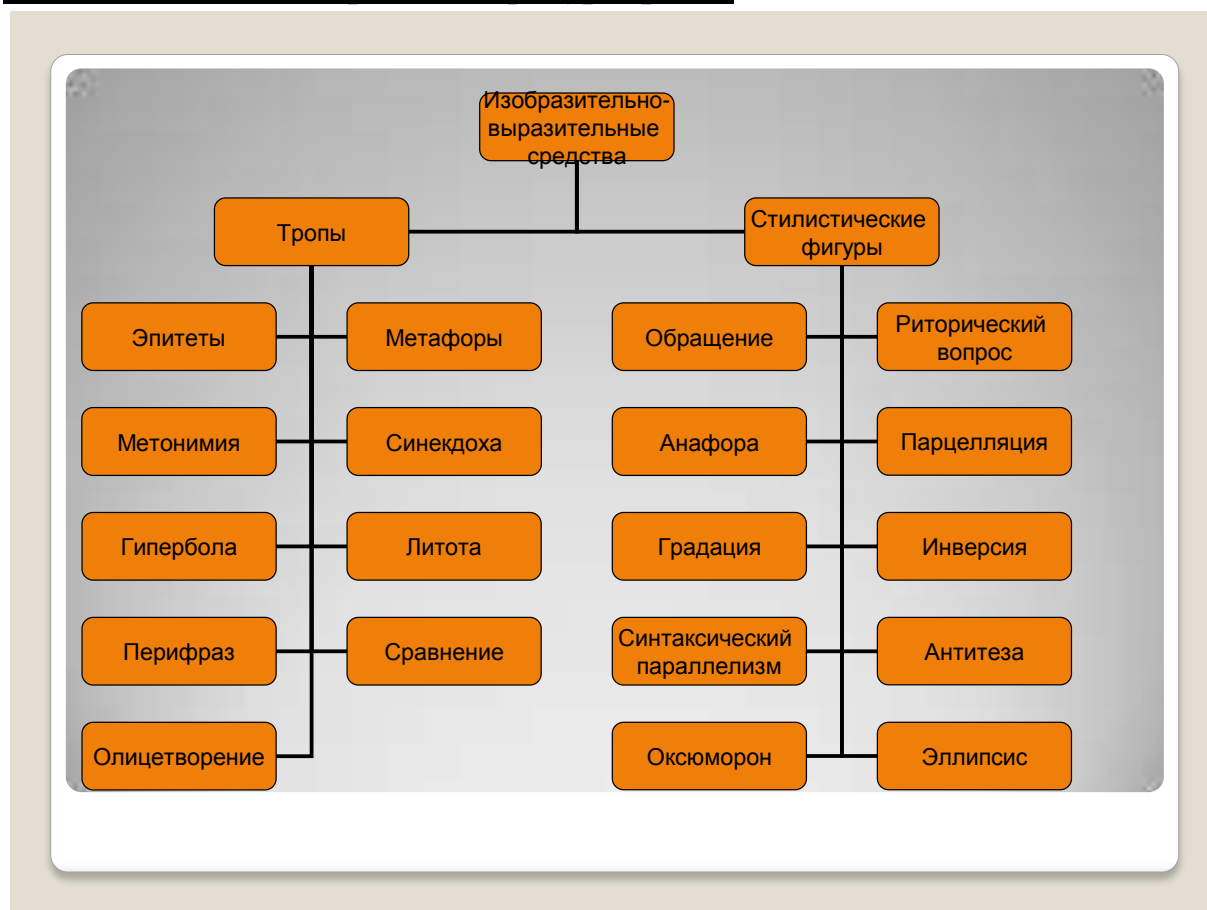 Изобразительно-
выразительные
средства
Тропы
Стилистические
фигуры
Эпитеты
Метафоры
Обращение
Риторический
вопрос
Метонимия
Синекдоха
Анафора
Парцелляция
Гипербола
Литота
Градация
Инверсия
Перифраз
Сравнение
Синтаксический
параллелизм
Антитеза
Олицетворение
Оксюморон
Эллипсис